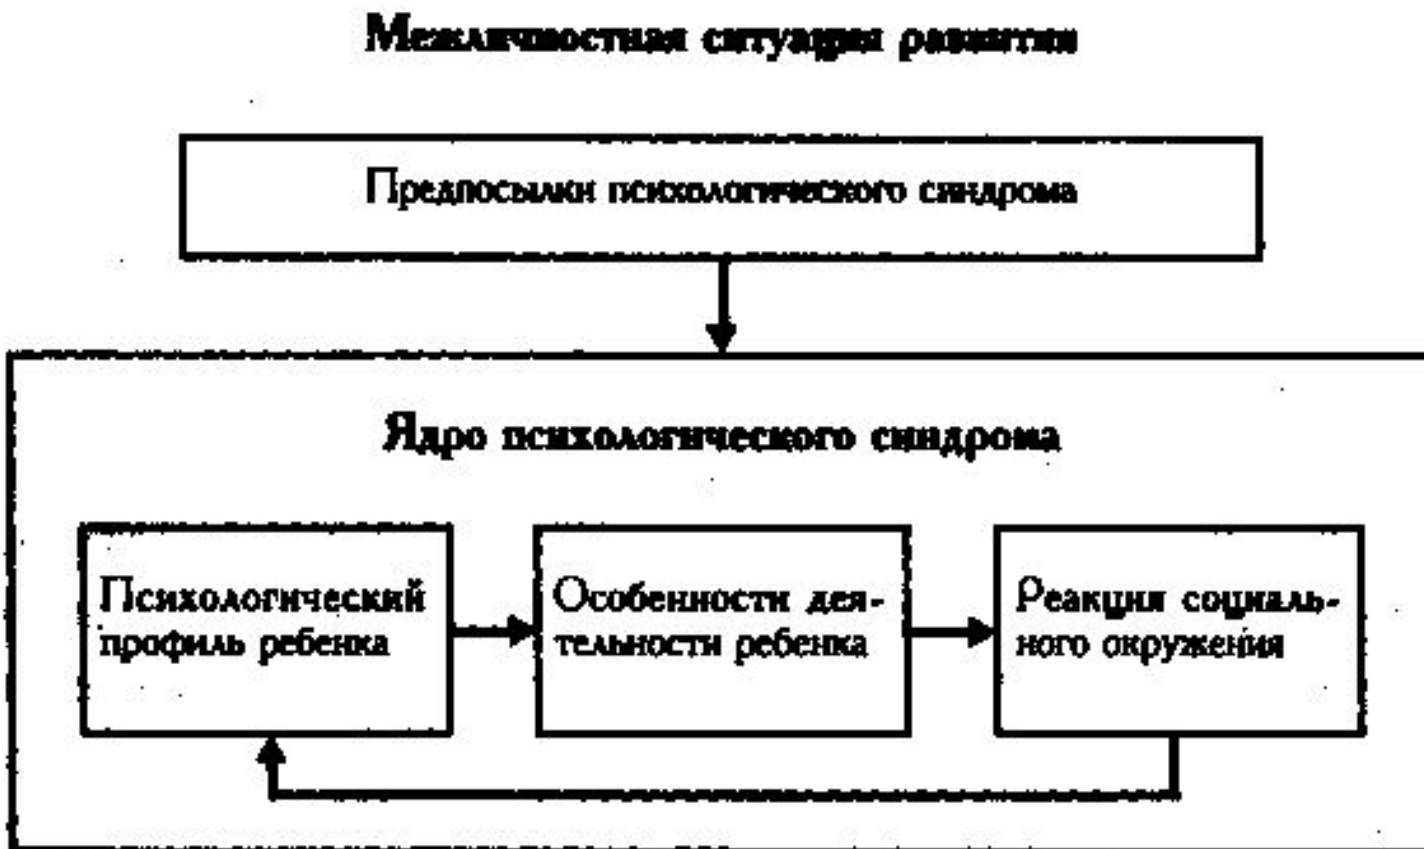 Межличностная ситуация развития
Предпосылки психологического синдрома
Ядро психологического синдрома
Психологический
профиль ребенка
Особенности дея-
тельности ребенка
Реакция социаль-
ного окружения